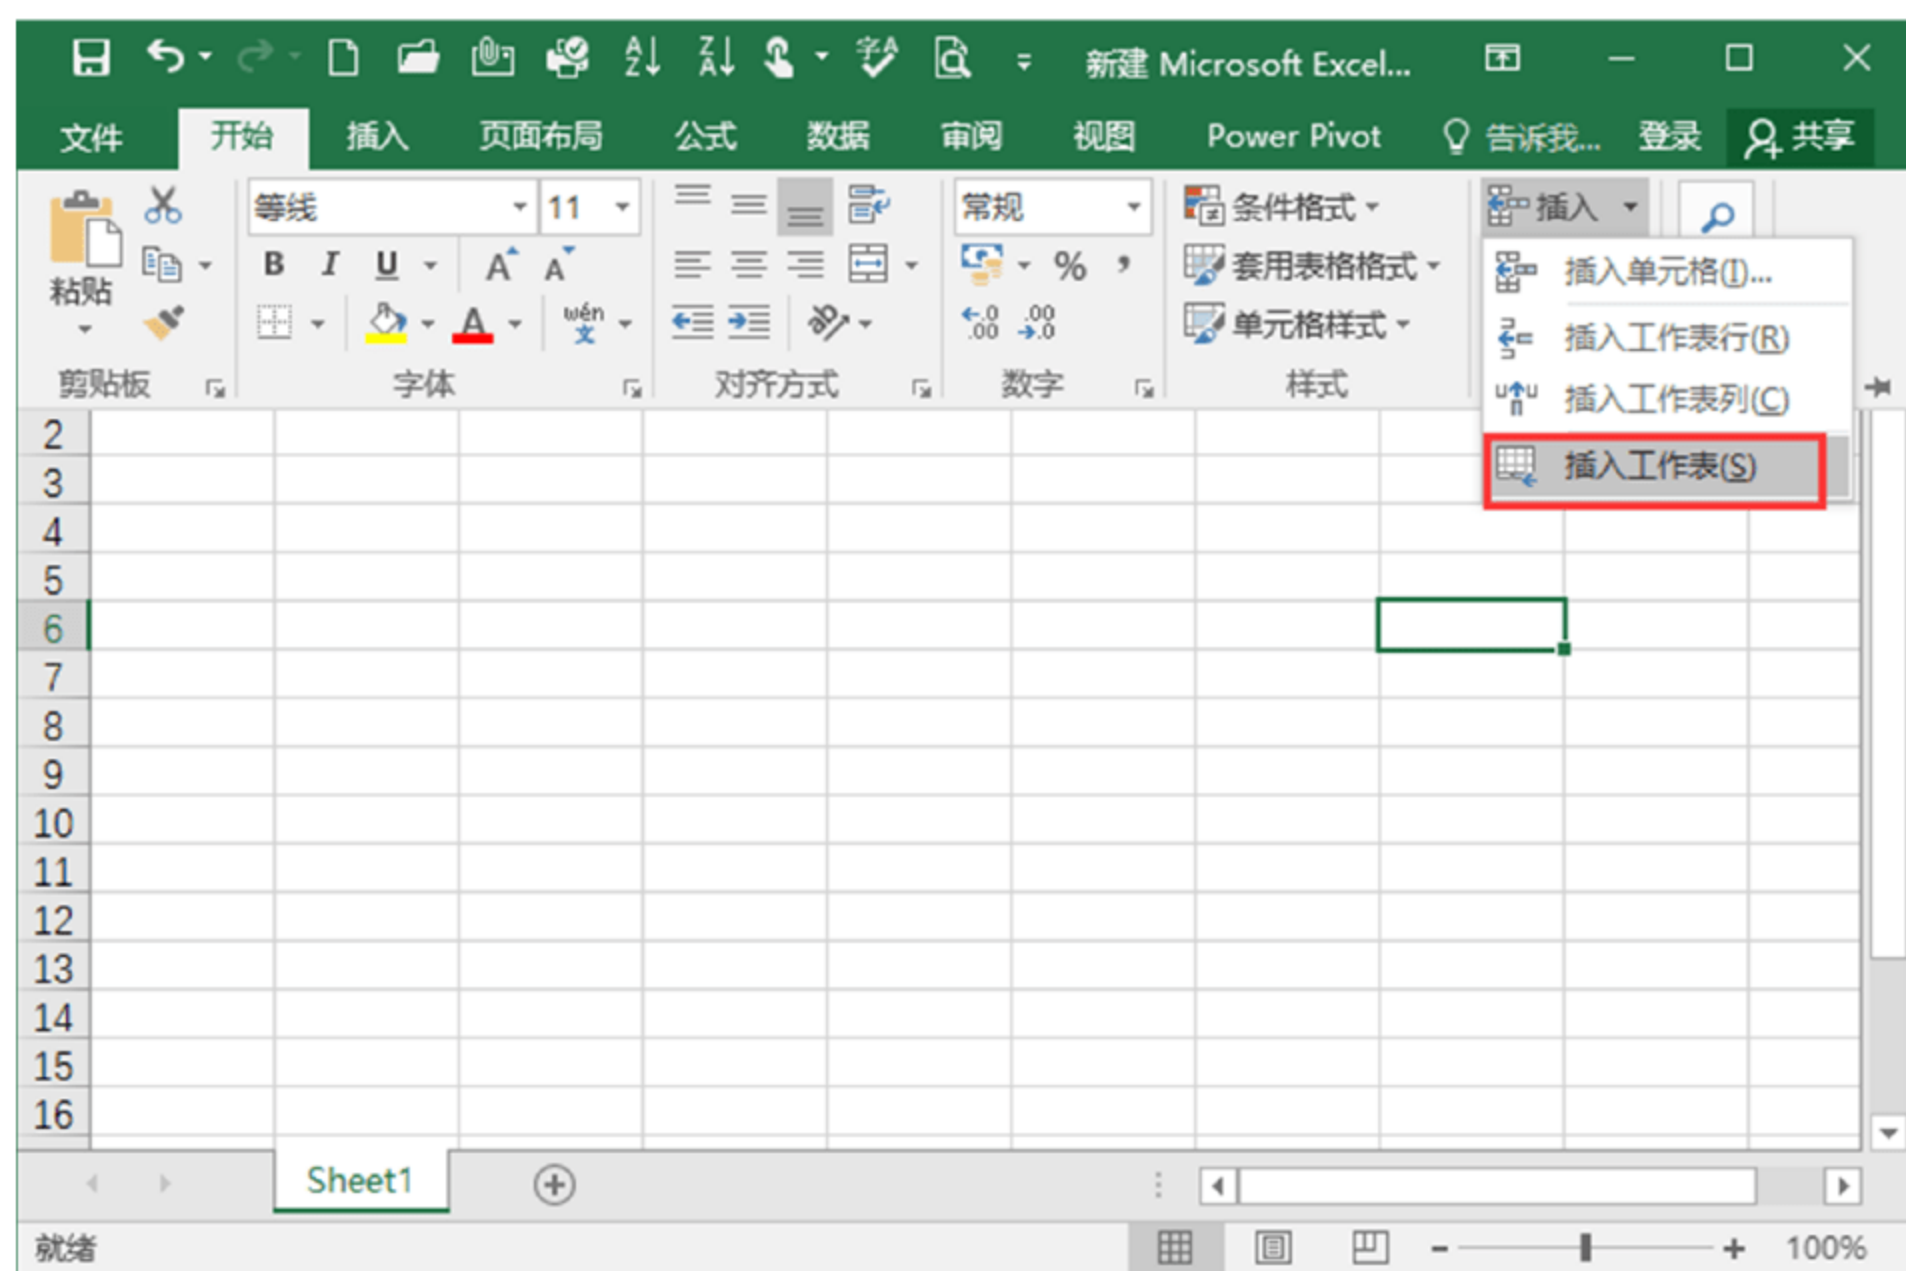 新建 Microsoft Excel...
文件 开始 插入 页面布局 公式 数据 审阅 视图 Power Pivot 告诉我... 登录 共享
粘贴
等线 11
B I U A A
wén 文
常规
% ,
条件格式
套用表格格式
单元格样式
插入
剪贴板 字体 对齐方式 数字 样式
插入单元格(I)...
插入工作表行(R)
插入工作表列(C)
插入工作表(S)
2
3
4
5
6
7
8
9
10
11
12
13
14
15
16
Sheet1
就绪 100%